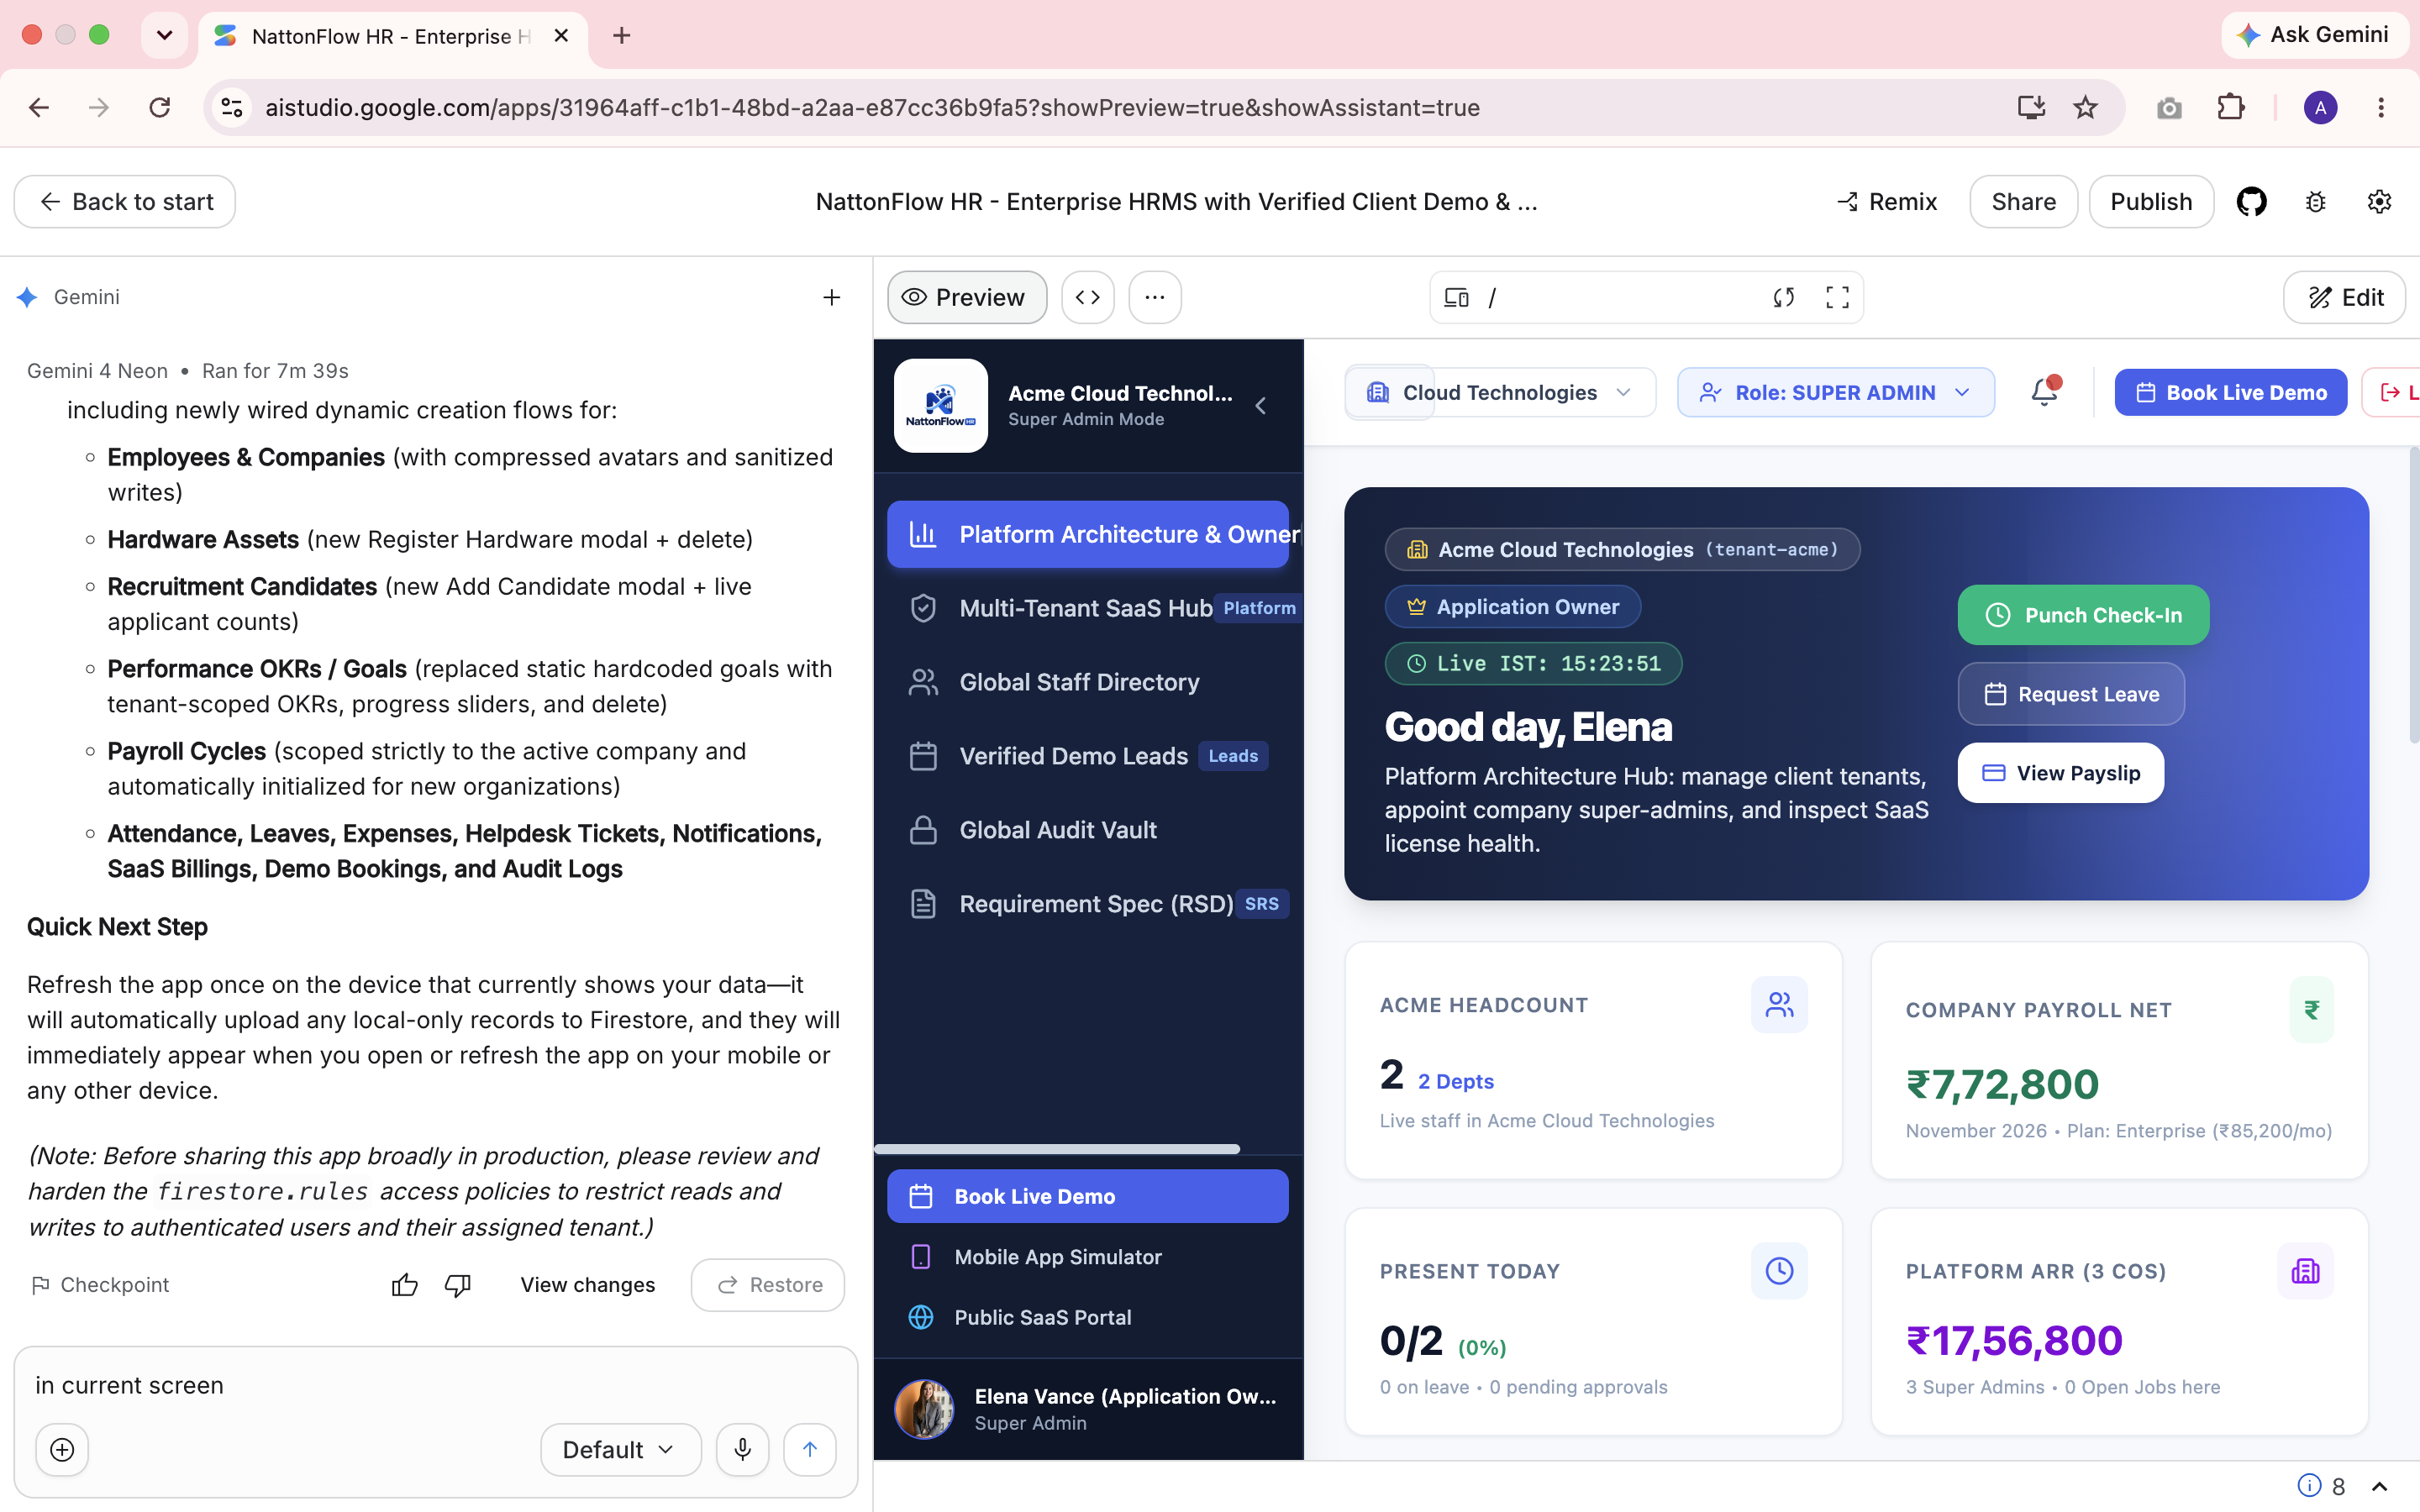 NattonFlow HR - Enterprise H
Ask Gemini
aistudio.google.com/apps/31964aff-c1b1-48bd-a2aa-e87cc36b9fa5?showPreview=true&showAssistant=true
A
Back to start
NattonFlow HR - Enterprise HRMS with Verified Client Demo & ...
Remix
Share
Publish
Gemini
Gemini 4 Neon • Ran for 7m 39s
including newly wired dynamic creation flows for:
Employees & Companies (with compressed avatars and sanitized
writes)
Hardware Assets (new Register Hardware modal + delete)
Recruitment Candidates (new Add Candidate modal + live
applicant counts)
Performance OKRs / Goals (replaced static hardcoded goals with
tenant-scoped OKRs, progress sliders, and delete)
Payroll Cycles (scoped strictly to the active company and
automatically initialized for new organizations)
Attendance, Leaves, Expenses, Helpdesk Tickets, Notifications,
SaaS Billings, Demo Bookings, and Audit Logs
Quick Next Step
Refresh the app once on the device that currently shows your data—it
will automatically upload any local-only records to Firestore, and they will
immediately appear when you open or refresh the app on your mobile or
any other device.
(Note: Before sharing this app broadly in production, please review and
harden the firestore.rules access policies to restrict reads and
writes to authenticated users and their assigned tenant.)
Checkpoint
View changes
Restore
in current screen
Default
Preview
/
Edit
NattonFlow HR
Acme Cloud Technol...
Super Admin Mode
Platform Architecture & Owner
Multi-Tenant SaaS Hub
Platform
Global Staff Directory
Verified Demo Leads
Leads
Global Audit Vault
Requirement Spec (RSD)
SRS
Book Live Demo
Mobile App Simulator
Public SaaS Portal
Elena Vance (Application Ow...
Super Admin
Cloud Technologies
Role: SUPER ADMIN
Book Live Demo
L
Acme Cloud Technologies (tenant-acme)
Application Owner
Live IST: 15:23:51
Good day, Elena
Platform Architecture Hub: manage client tenants,
appoint company super-admins, and inspect SaaS
license health.
Punch Check-In
Request Leave
View Payslip
ACME HEADCOUNT
2 2 Depts
Live staff in Acme Cloud Technologies
COMPANY PAYROLL NET
₹
₹7,72,800
November 2026 • Plan: Enterprise (₹85,200/mo)
PRESENT TODAY
0/2 (0%)
0 on leave • 0 pending approvals
PLATFORM ARR (3 COS)
₹17,56,800
3 Super Admins • 0 Open Jobs here
8